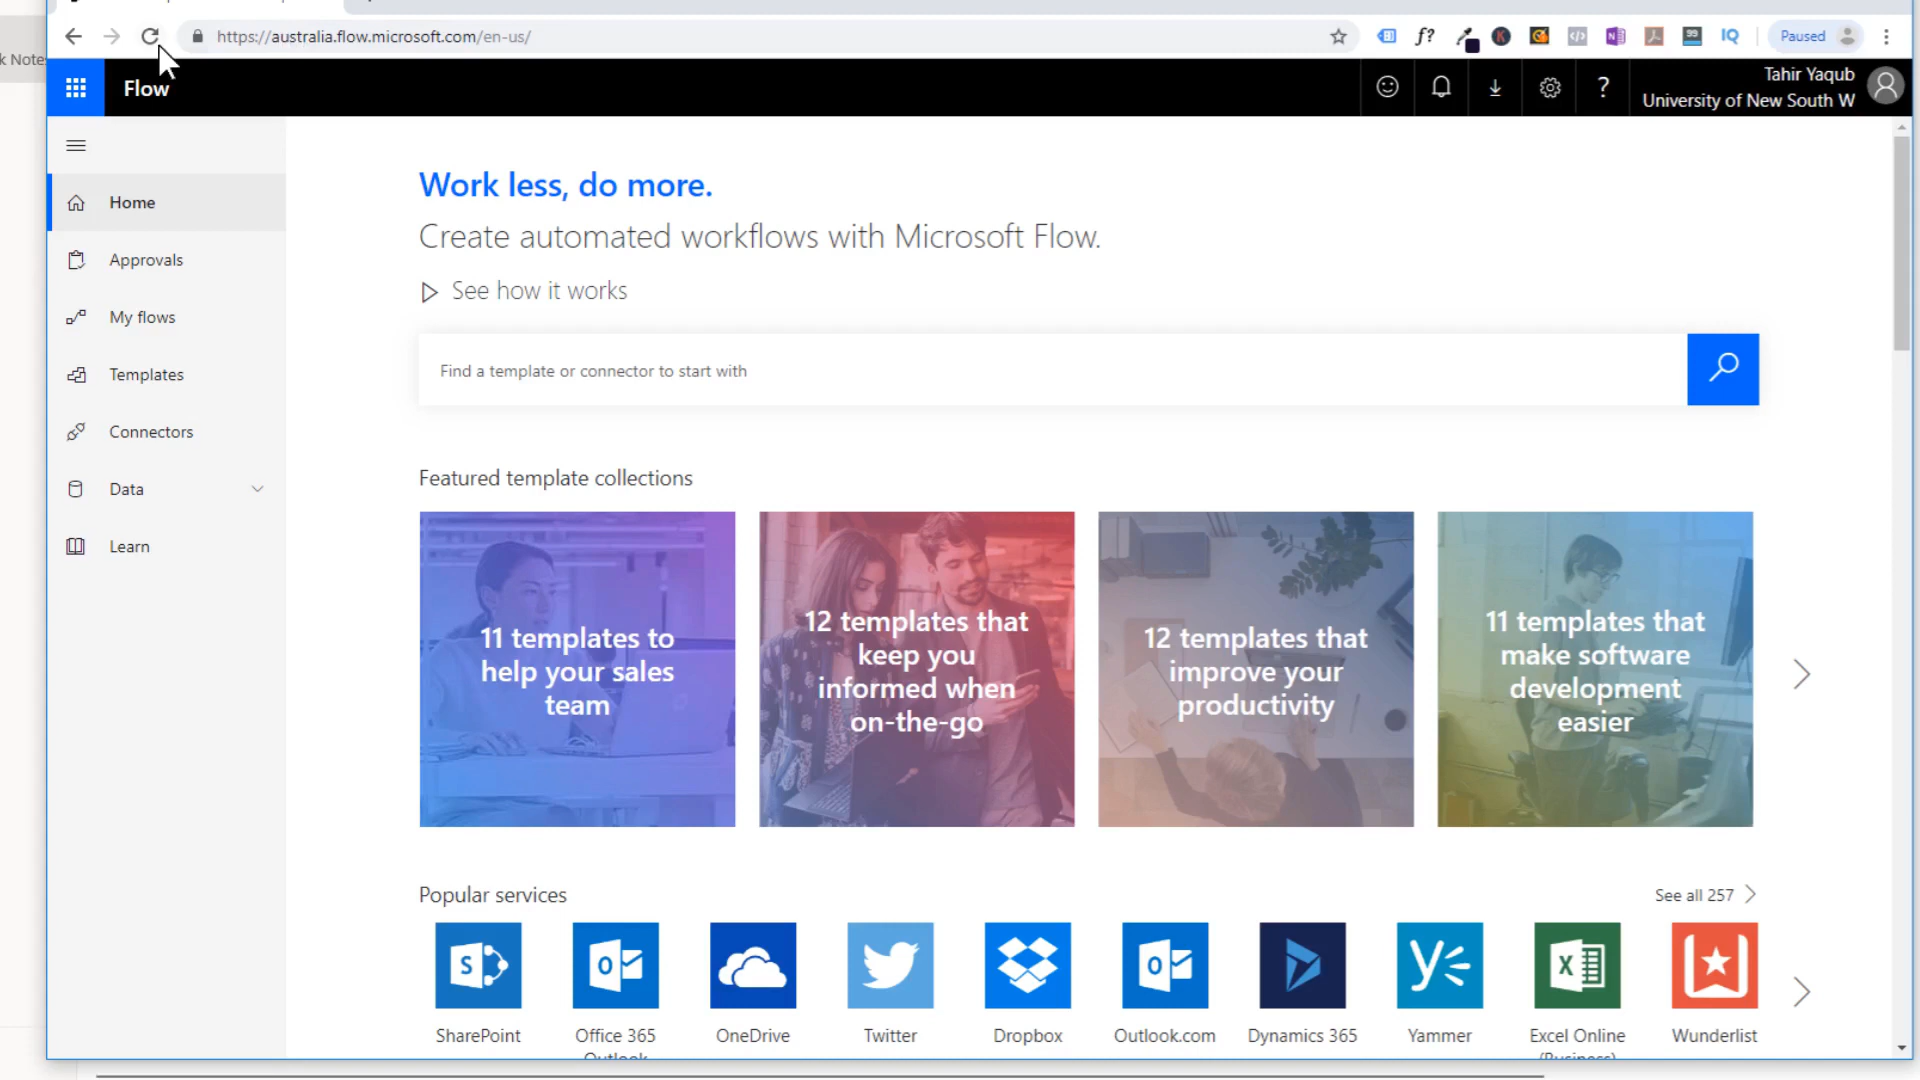 https://australia.flow.microsoft.com/en-us/
Paused
Flow
Tahir Yaqub
University of New South W
Home
Approvals
My flows
Templates
Connectors
Data
Learn
Work less, do more.
Create automated workflows with Microsoft Flow.
See how it works
Find a template or connector to start with
Featured template collections
11 templates to
help your sales
team
12 templates that
keep you
informed when
on-the-go
12 templates that
improve your
productivity
11 templates that
make software
development
easier
Popular services
See all 257
SharePoint
Office 365
Outlook
OneDrive
Twitter
Dropbox
Outlook.com
Dynamics 365
Yammer
Excel Online
(Business)
Wunderlist